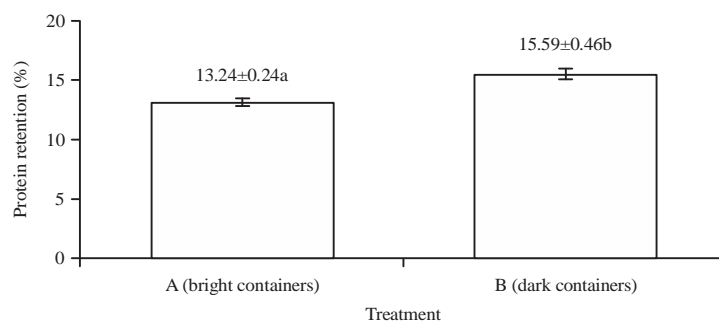 20
15
10
5
0
Protein retention (%)
13.24±0.24a
15.59±0.46b
A (bright containers)
B (dark containers)
Treatment